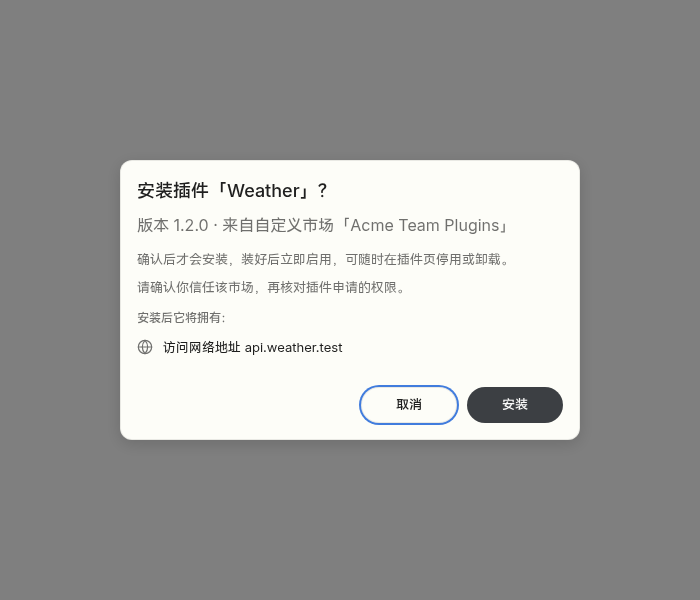 安装插件「Weather」?
版本 1.2.0 · 来自自定义市场「Acme Team Plugins」
确认后才会安装，装好后立即启用，可随时在插件页停用或卸载。
请确认你信任该市场，再核对插件申请的权限。
安装后它将拥有：
访问网络地址 api.weather.test
取消
安装